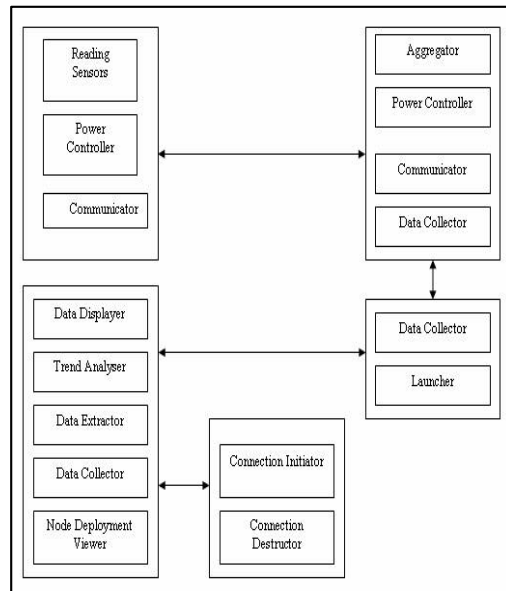 Reading
Sensors
Power
Controller
Communicator
Aggregator
Power Controller
Communicator
Data Collector
Data Displayer
Trend Analyser
Data Extractor
Data Collector
Node Deployment
Viewer
Data Collector
Launcher
Connection Initiator
Connection
Destructor